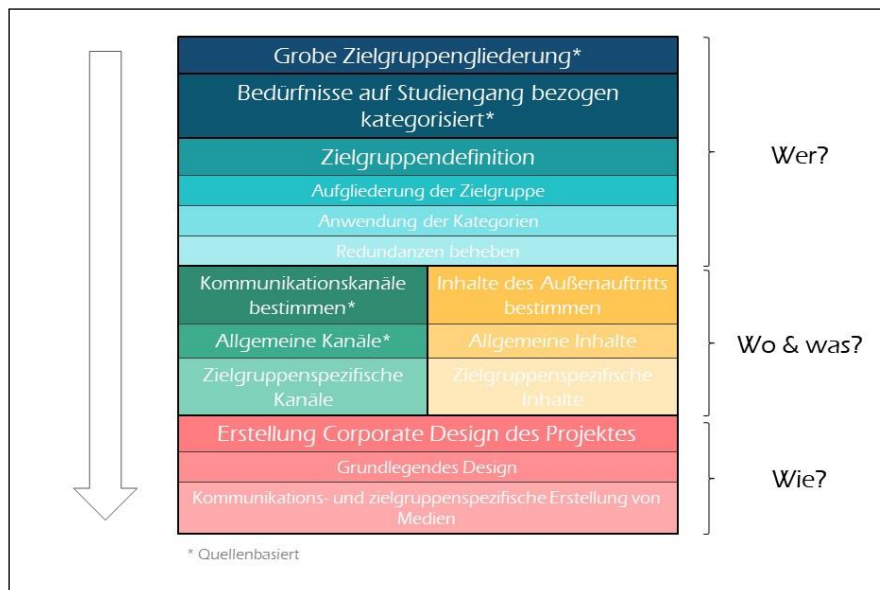 Grobe Zielgruppengliederung*
Bedürfnisse auf Studiengang bezogen
kategorisiert*
Zielgruppendefinition
Aufgliederung der Zielgruppe
Anwendung der Kategorien
Redundanzen beheben
Wer?
Kommunikationskanäle
bestimmen*
Allgemeine Kanäle*
Zielgruppenspezifische
Kanäle
Inhalte des Außenauftritts
bestimmen
Allgemeine Inhalte
Zielgruppenspezifische
Inhalte
Wo & was?
Erstellung Corporate Design des Projektes
Grundlegendes Design
Kommunikations- und zielgruppenspezifische Erstellung von
Medien
Wie?
* Quellenbasiert